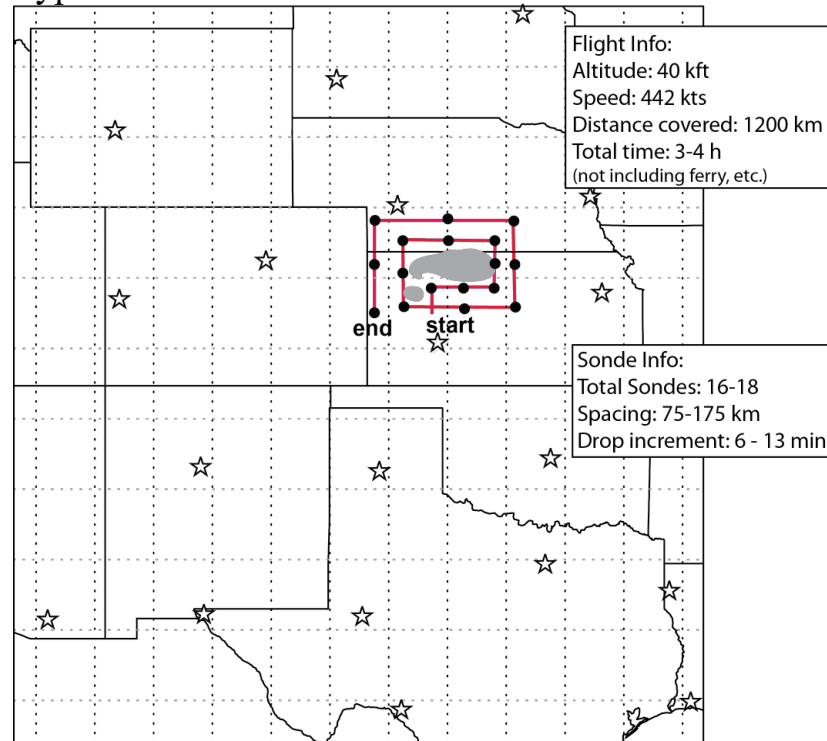 Flight Info:
Altitude: 40 kft
Speed: 442 kts
Distance covered: 1200 km
Total time: 3-4 h
(not including ferry, etc.)
end
start
Sonde Info:
Total Sondes: 16-18
Spacing: 75-175 km
Drop increment: 6 - 13 min